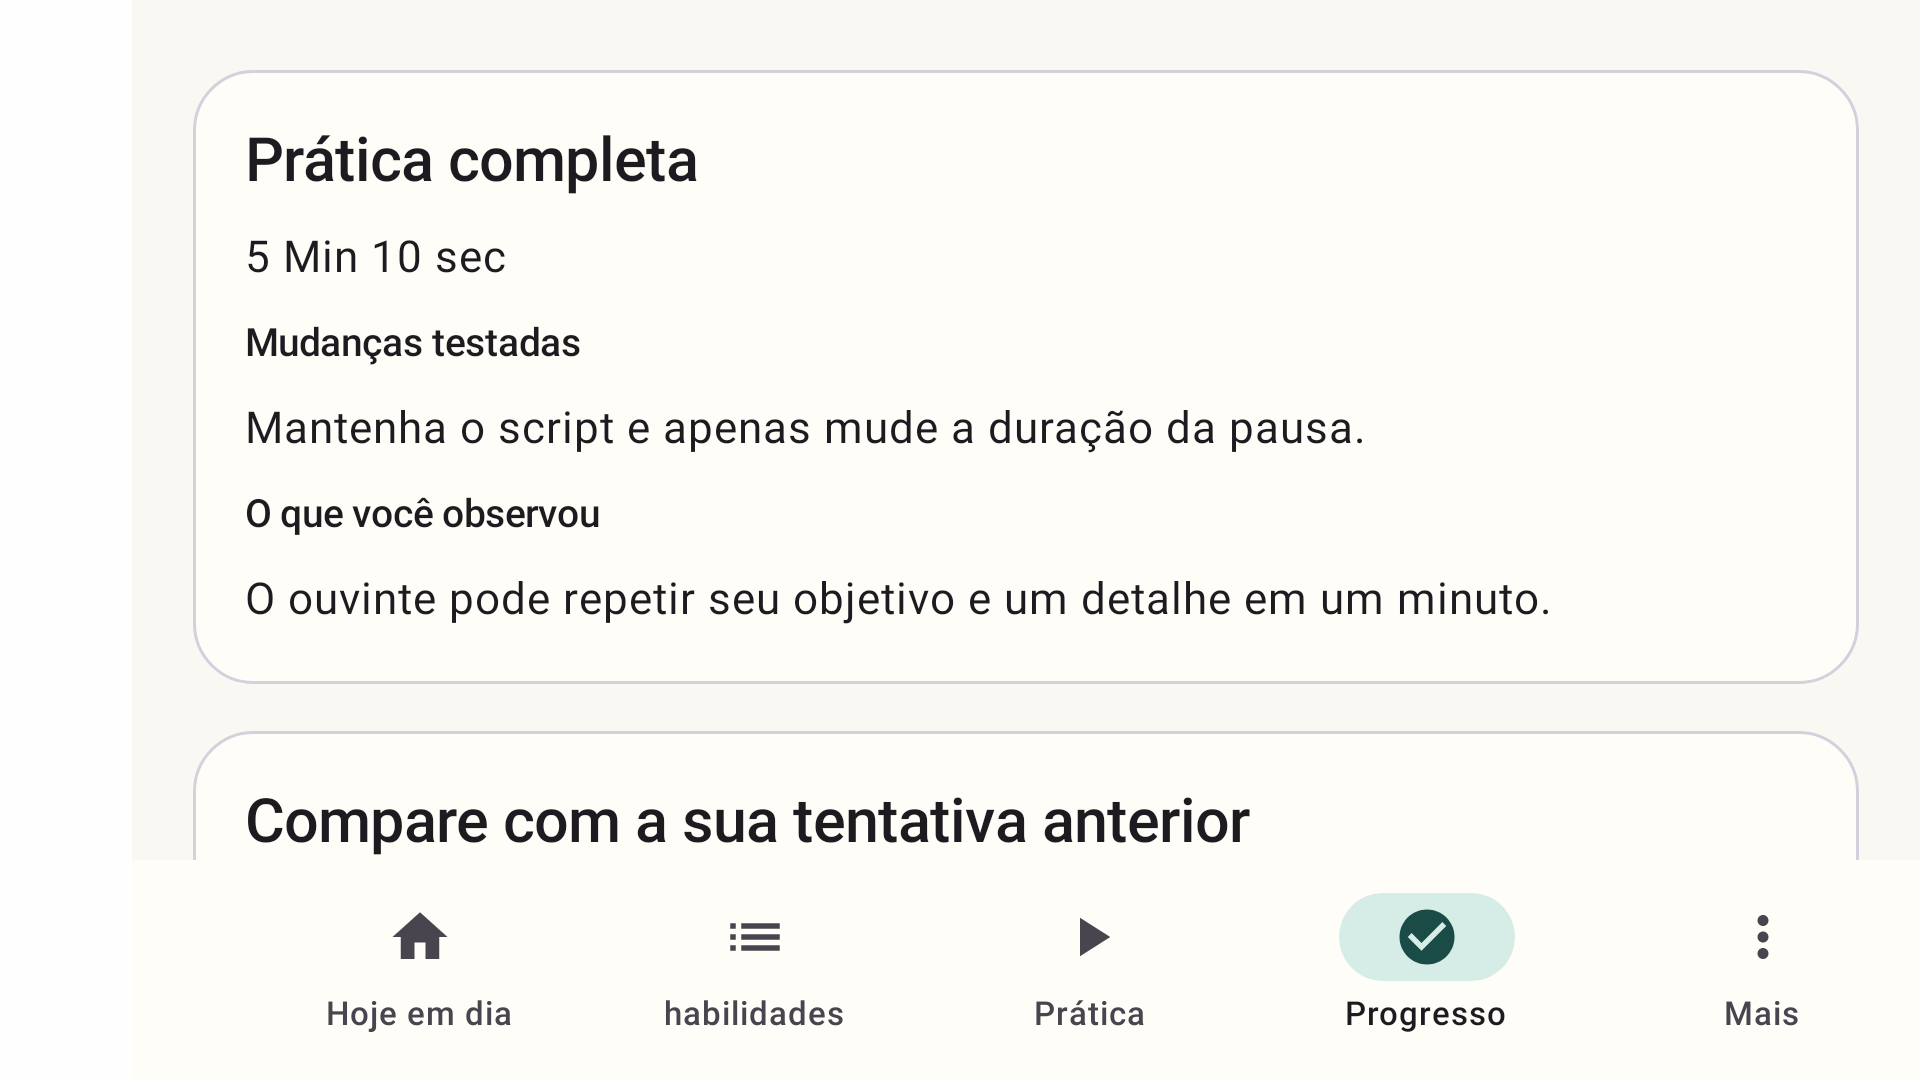 Prática completa
5 Min 10 sec
Mudanças testadas
Mantenha o script e apenas mude a duração da pausa.
O que você observou
O ouvinte pode repetir seu objetivo e um detalhe em um minuto.
Compare com a sua tentativa anterior
Hoje em dia
habilidades
Prática
Progresso
Mais